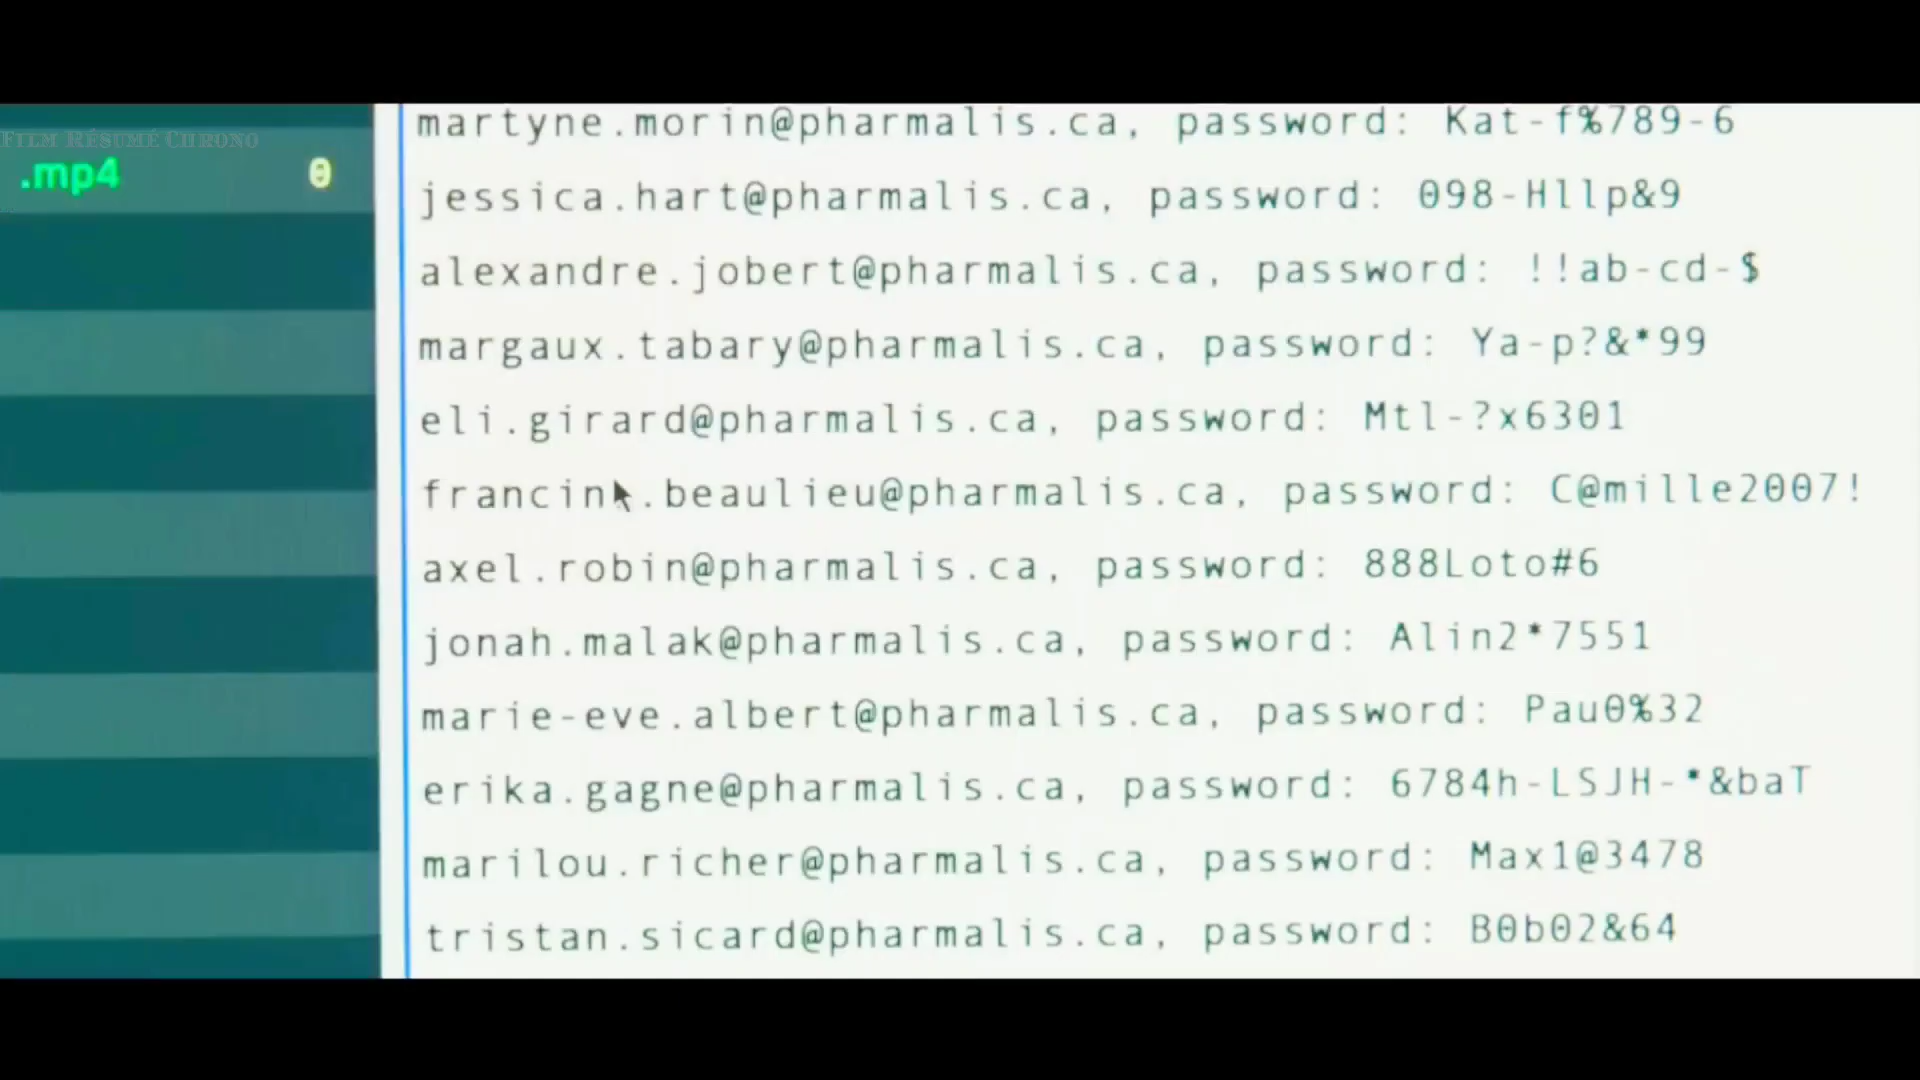 FILM RÉSUMÉ CHRONO
.mp4 0
martyne.morin@pharmalis.ca, password: Kat-f%789-6
jessica.hart@pharmalis.ca, password: 098-Hllp&9
alexandre.jobert@pharmalis.ca, password: !!ab-cd-$
margaux.tabary@pharmalis.ca, password: Ya-p?&*99
eli.girard@pharmalis.ca, password: Mtl-?x6301
francin .beaulieu@pharmalis.ca, password: C@mille2007!
axel.robin@pharmalis.ca, password: 888Loto#6
jonah.malak@pharmalis.ca, password: Alin2*7551
marie-eve.albert@pharmalis.ca, password: Pau0%32
erika.gagne@pharmalis.ca, password: 6784h-LSJH-*&baT
marilou.richer@pharmalis.ca, password: Max1@3478
tristan.sicard@pharmalis.ca, password: B0b02&64